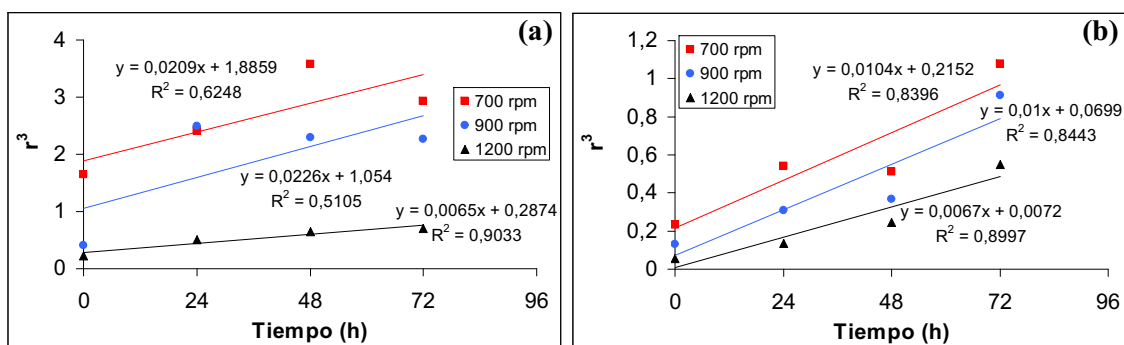 (a)
4
3
2
1
0
r³
y = 0,0209x + 1,8859
R² = 0,6248
700 rpm
900 rpm
1200 rpm
y = 0,0226x + 1,054
R² = 0,5105
y = 0,0065x + 0,2874
R² = 0,9033
0 24 48 72 96
Tiempo (h)
(b)
1,2
1
0,8
0,6
0,4
0,2
0
r³
700 rpm
900 rpm
1200 rpm
y = 0,0104x + 0,2152
R² = 0,8396
y = 0,01x + 0,0699
R² = 0,8443
y = 0,0067x + 0,0072
R² = 0,8997
0 24 48 72 96
Tiempo (h)